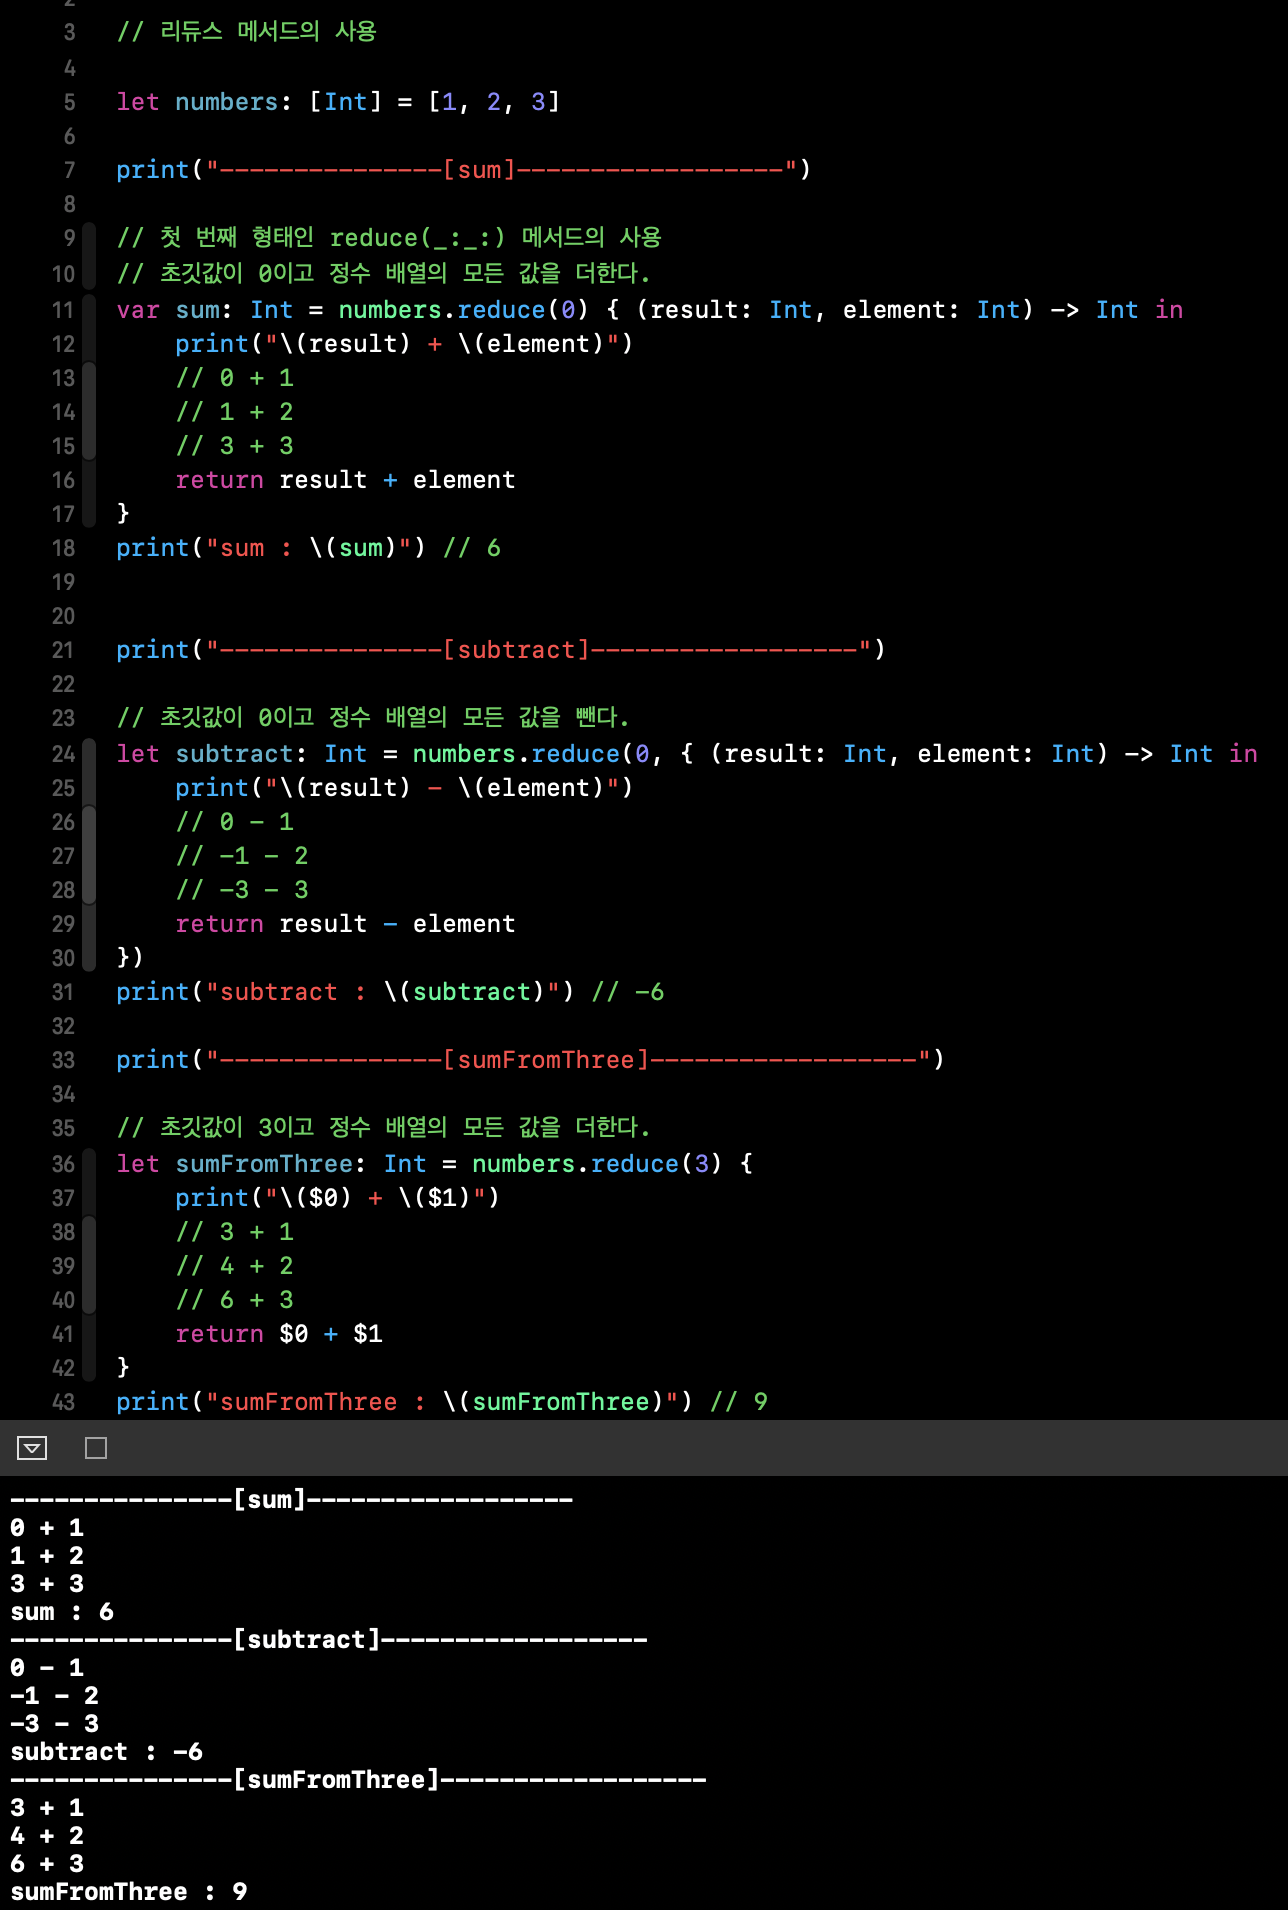 2
3 // 리듀스 메서드의 사용
4
5 let numbers: [Int] = [1, 2, 3]
6
7 print("---------------[sum]------------------")
8
9 // 첫 번째 형태인 reduce(_:_:) 메서드의 사용
10 // 초깃값이 0이고 정수 배열의 모든 값을 더한다.
11 var sum: Int = numbers.reduce(0) { (result: Int, element: Int) -> Int in
12     print("\(result) + \(element)")
13     // 0 + 1
14     // 1 + 2
15     // 3 + 3
16     return result + element
17 }
18 print("sum : \(sum)") // 6
19
20
21 print("---------------[subtract]------------------")
22
23 // 초깃값이 0이고 정수 배열의 모든 값을 뺀다.
24 let subtract: Int = numbers.reduce(0, { (result: Int, element: Int) -> Int in
25     print("\(result) - \(element)")
26     // 0 - 1
27     // -1 - 2
28     // -3 - 3
29     return result - element
30 })
31 print("subtract : \(subtract)") // -6
32
33 print("---------------[sumFromThree]------------------")
34
35 // 초깃값이 3이고 정수 배열의 모든 값을 더한다.
36 let sumFromThree: Int = numbers.reduce(3) {
37     print("\($0) + \($1)")
38     // 3 + 1
39     // 4 + 2
40     // 6 + 3
41     return $0 + $1
42 }
43 print("sumFromThree : \(sumFromThree)") // 9
---------------[sum]------------------
0 + 1
1 + 2
3 + 3
sum : 6
---------------[subtract]------------------
0 - 1
-1 - 2
-3 - 3
subtract : -6
---------------[sumFromThree]------------------
3 + 1
4 + 2
6 + 3
sumFromThree : 9